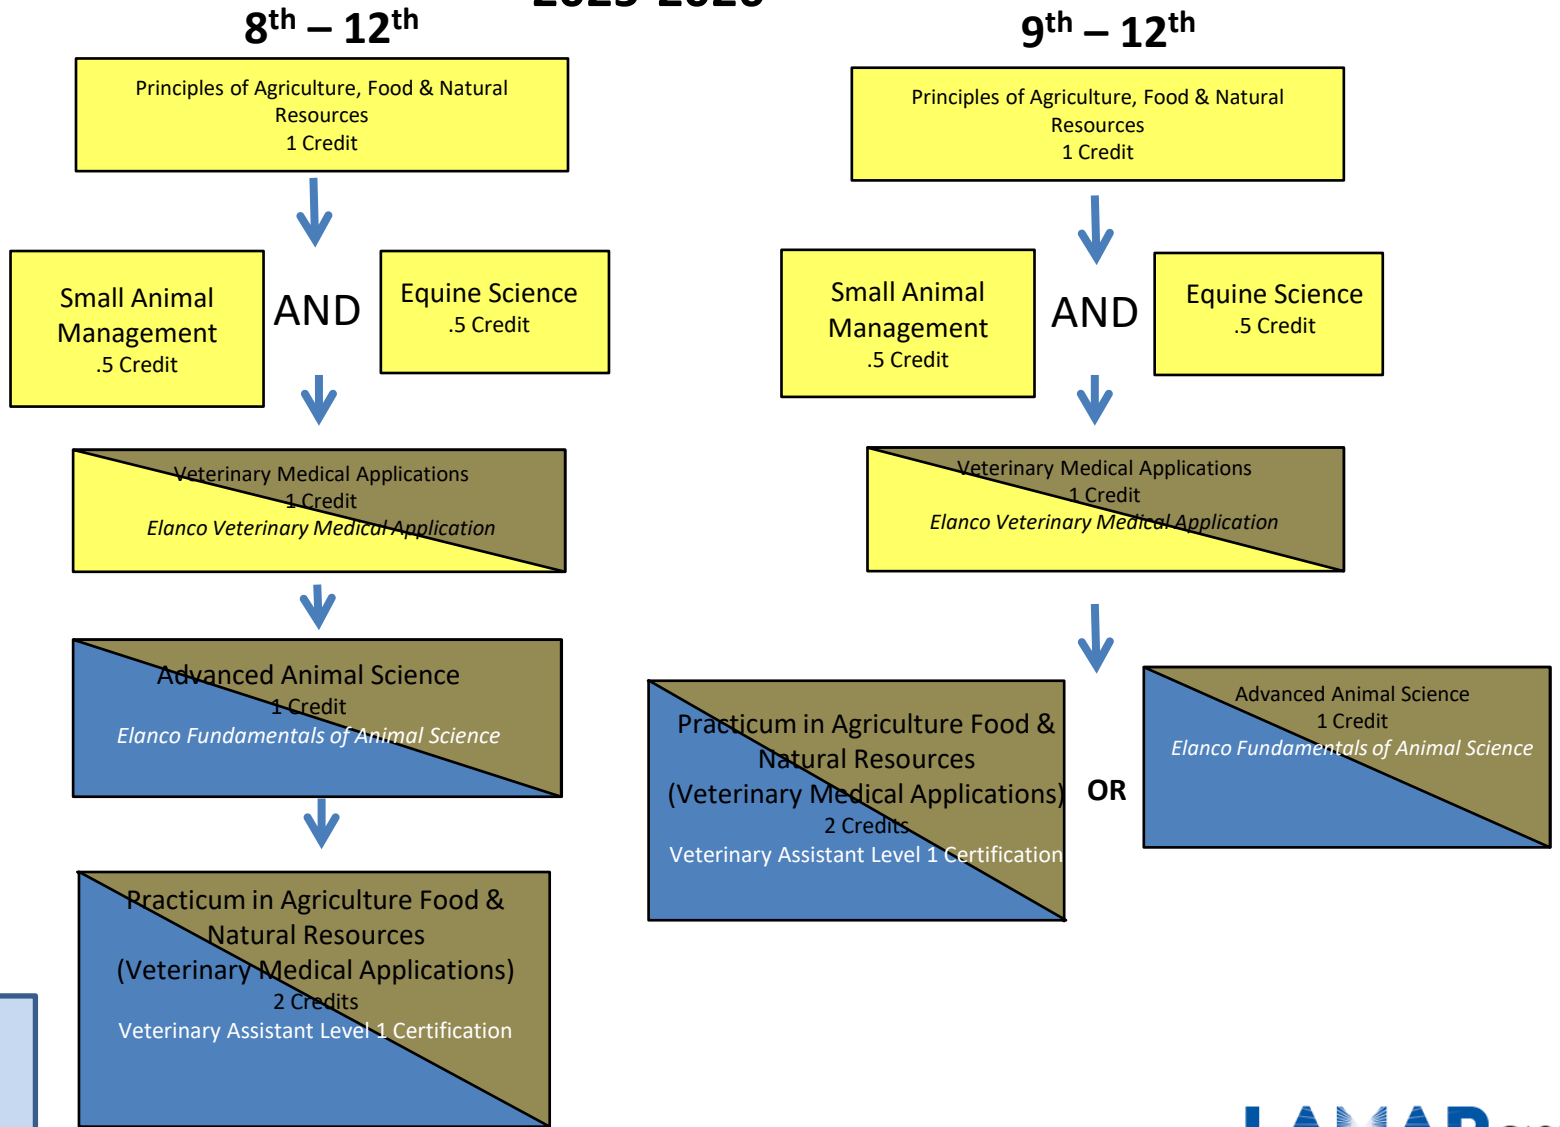 8th – 12th
Principles of Agriculture, Food & Natural
Resources
1 Credit
Small Animal
Management
.5 Credit
AND
Equine Science
.5 Credit
Veterinary Medical Applications
1 Credit
Elanco Veterinary Medical Application
Advanced Animal Science
1 Credit
Elanco Fundamentals of Animal Science
Practicum in Agriculture Food &
Natural Resources
(Veterinary Medical Applications)
2 Credits
Veterinary Assistant Level 1 Certification
9th – 12th
Principles of Agriculture, Food & Natural
Resources
1 Credit
Small Animal
Management
.5 Credit
AND
Equine Science
.5 Credit
Veterinary Medical Applications
1 Credit
Elanco Veterinary Medical Application
Practicum in Agriculture Food &
Natural Resources
(Veterinary Medical Applications)
2 Credits
Veterinary Assistant Level 1 Certification
OR
Advanced Animal Science
1 Credit
Elanco Fundamentals of Animal Science
LAMAR